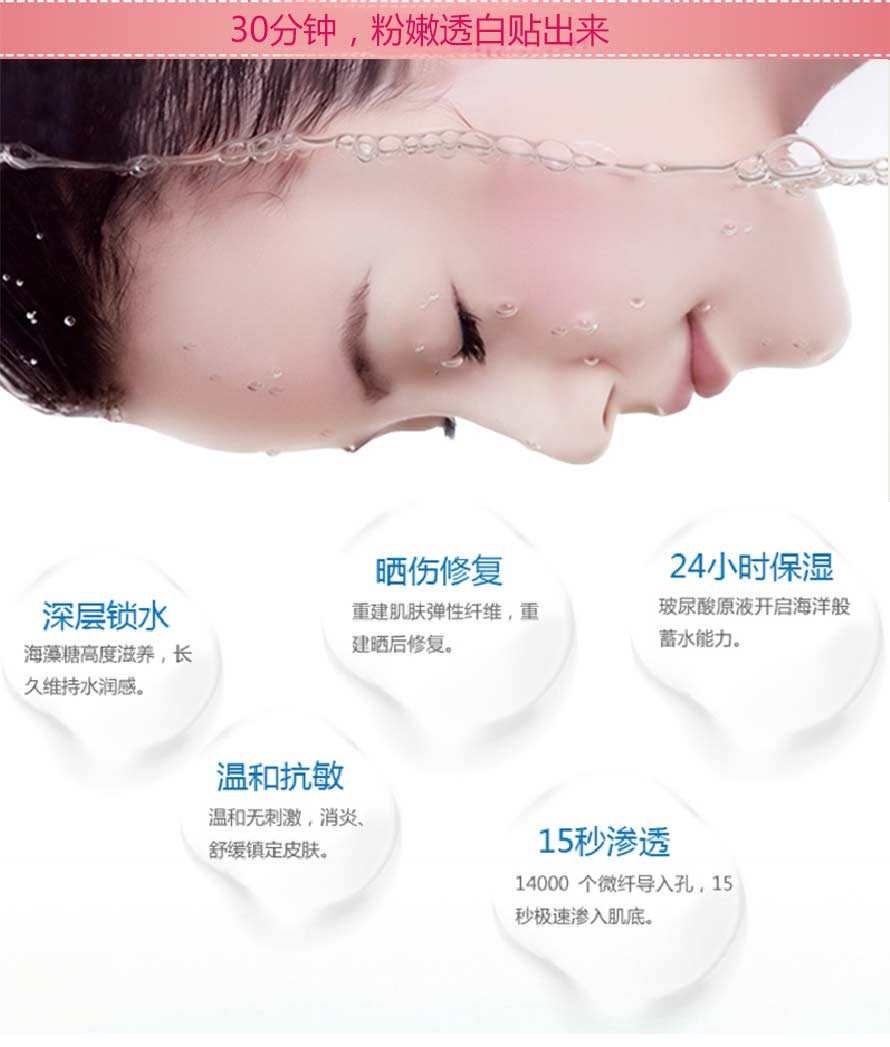 30分钟，粉嫩透白贴出来
深层锁水
海藻糖高度滋养，长
久维持水润感。
晒伤修复
重建肌肤弹性纤维，重
建晒后修复。
24小时保湿
玻尿酸原液开启海洋般
蓄水能力。
温和抗敏
温和无刺激，消炎、
舒缓镇定皮肤。
15秒渗透
14000 个微纤导入孔，15
秒极速渗入肌底。